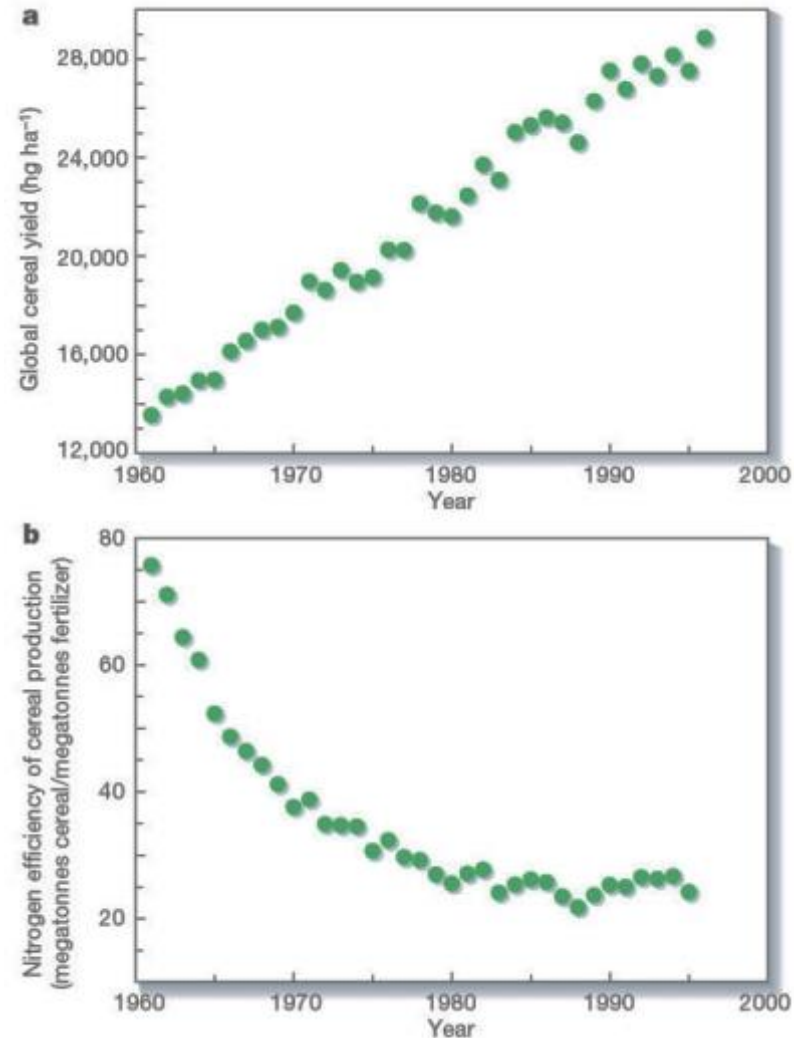 a
28,000
24,000
20,000
16,000
12,000
Global cereal yield (hg ha⁻¹)
1960 1970 1980 1990 2000
Year
b
80
60
40
20
Nitrogen efficiency of cereal production
(megatonnes cereal/megatonnes fertilizer)
1960 1970 1980 1990 2000
Year